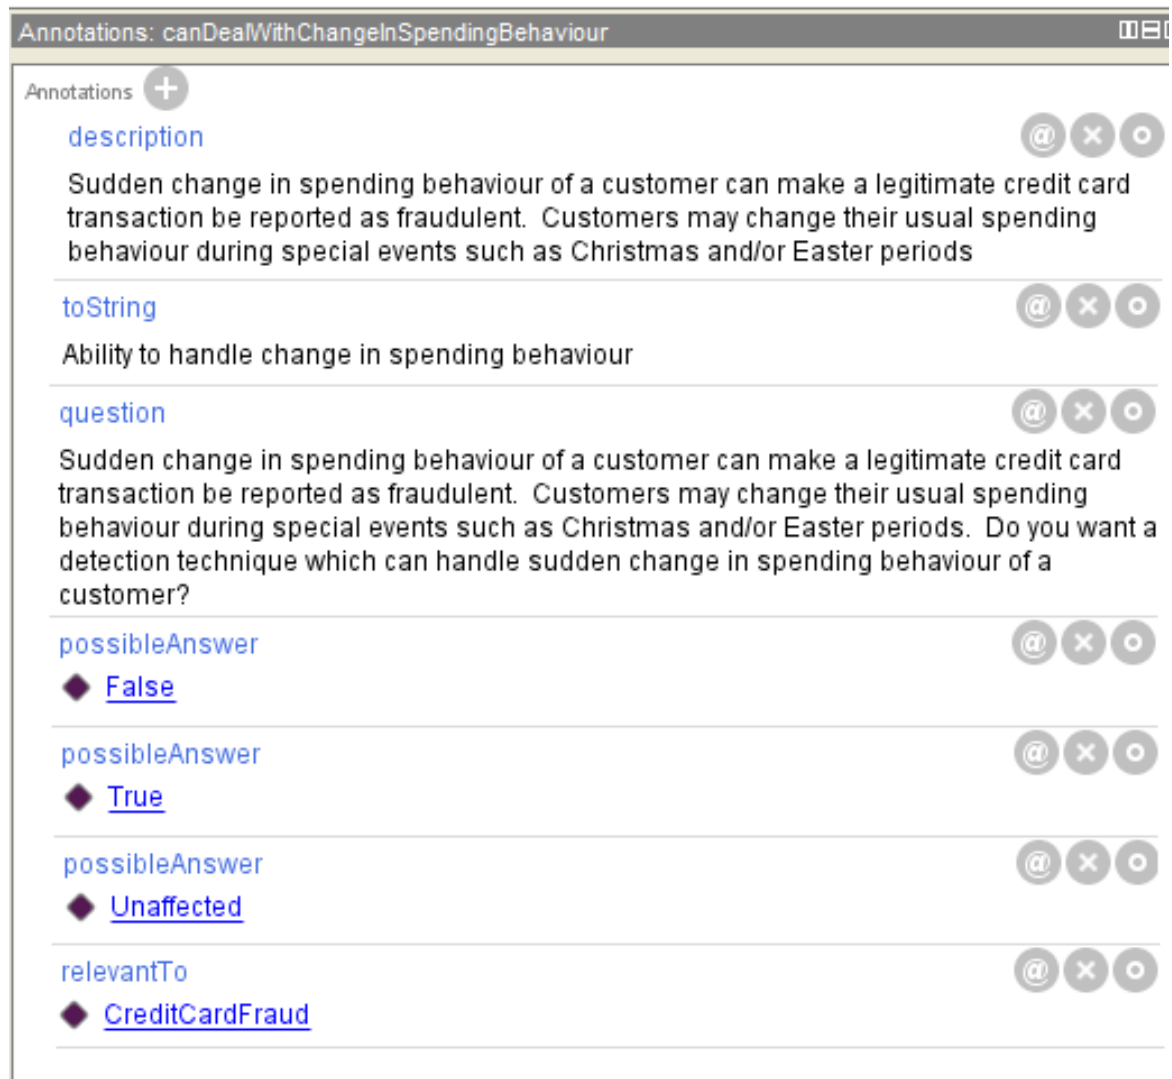 Annotations: canDealWithChangeInSpendingBehaviour
Annotations
description
Sudden change in spending behaviour of a customer can make a legitimate credit card
transaction be reported as fraudulent.  Customers may change their usual spending
behaviour during special events such as Christmas and/or Easter periods
toString
Ability to handle change in spending behaviour
question
Sudden change in spending behaviour of a customer can make a legitimate credit card
transaction be reported as fraudulent.  Customers may change their usual spending
behaviour during special events such as Christmas and/or Easter periods.  Do you want a
detection technique which can handle sudden change in spending behaviour of a
customer?
possibleAnswer
False
possibleAnswer
True
possibleAnswer
Unaffected
relevantTo
CreditCardFraud